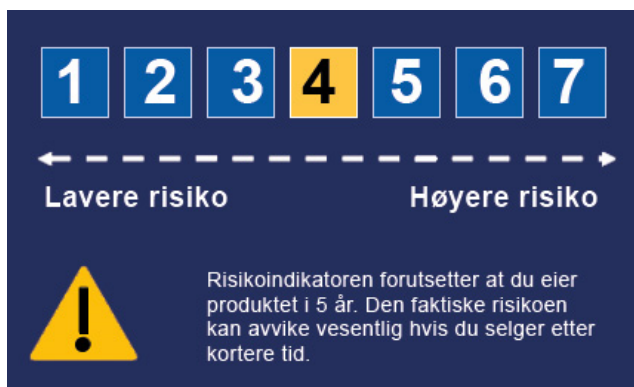 1 2 3 4 5 6 7
Lavere risiko Høyere risiko
Risikoindikatoren forutsetter at du eier
produktet i 5 år. Den faktiske risikoen
kan avvike vesentlig hvis du selger etter
kortere tid.